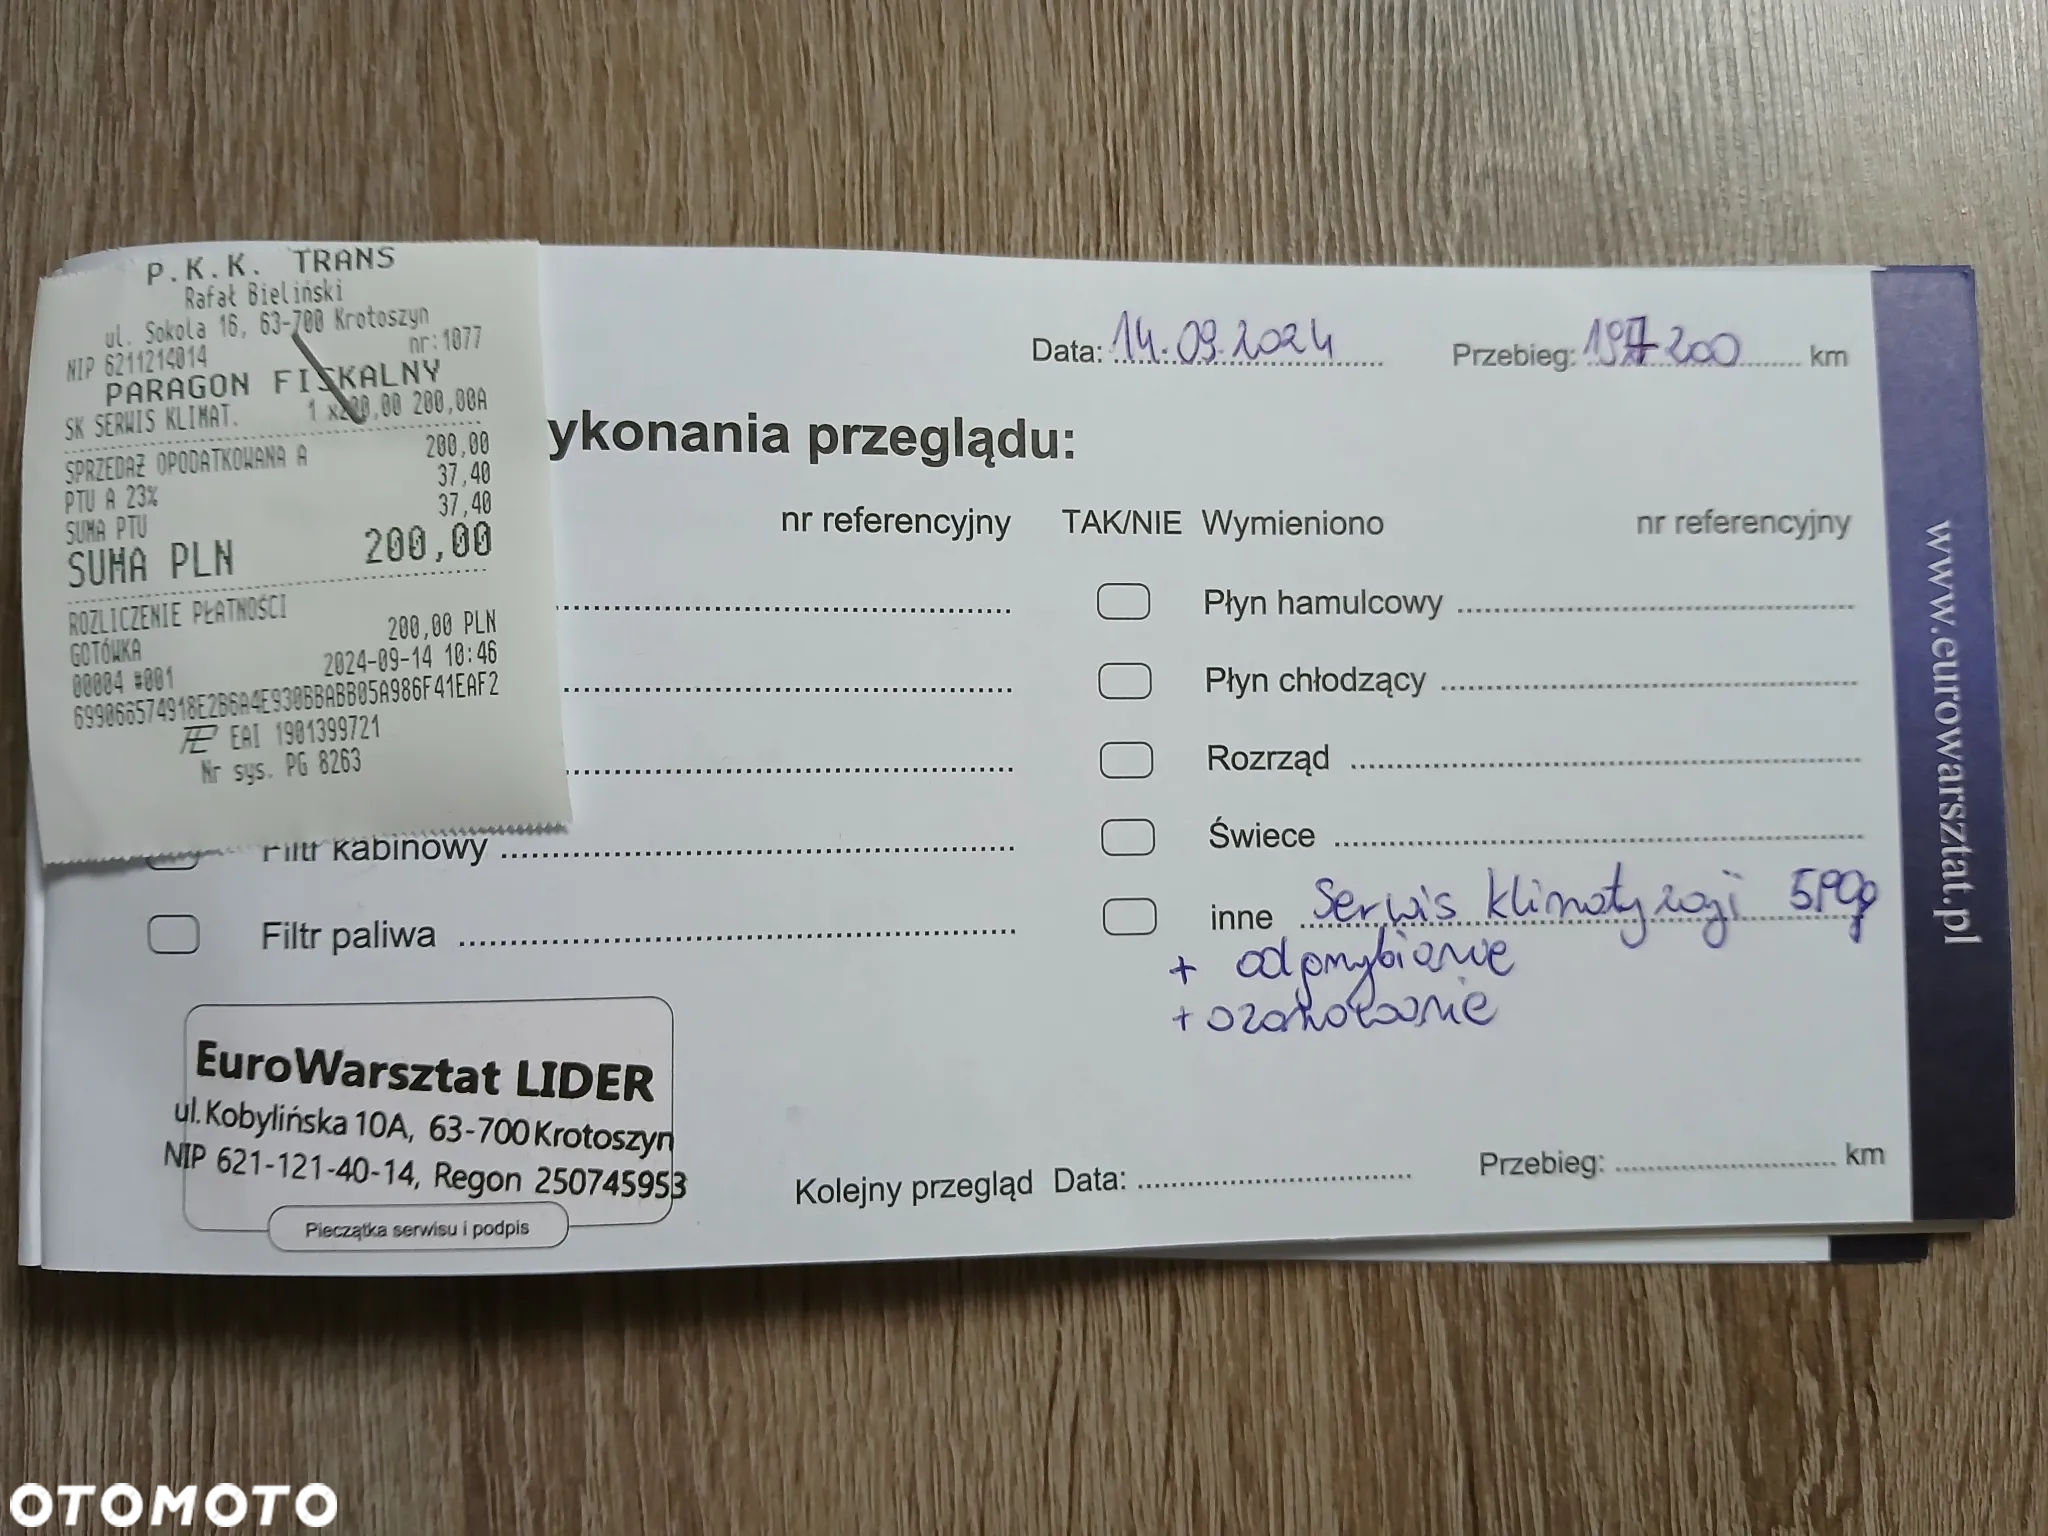 P.K.K. TRANS
Rafał Bieliński
ul. Sokola 16, 63-700 Krotoszyn
NIP 6211214014 nr:1077
PARAGON FISKALNY
SK SERWIS KLIMAT. 1 x200,00 200,00A
SPRZEDAŻ OPODATKOWANA A 200,00
PTU A 23% 37,40
SUMA PTU 37,40
SUMA PLN 200,00
ROZLICZENIE PŁATNOŚCI
GOTÓWKA 200,00 PLN
00004 #001 2024-09-14 10:46
699066574918E2B6A4E930BBABB05A986F41EAF2
EAI 1901399721
Nr sys. PG 8263
Data: 14.09.2024 Przebieg: 197200 km
ykonania przeglądu:
nr referencyjny TAK/NIE Wymieniono nr referencyjny
Płyn hamulcowy
Płyn chłodzący
Rozrząd
Filtr kabinowy Świece
Filtr paliwa inne Serwis klimatyzacji 590g
+ odgrzybianie
+ ozonowanie
EuroWarsztat LIDER
ul. Kobylińska 10A, 63-700 Krotoszyn
NIP 621-121-40-14, Regon 250745953
Pieczątka serwisu i podpis
Kolejny przegląd Data: Przebieg: km
www.eurowarsztat.pl
OTOMOTO